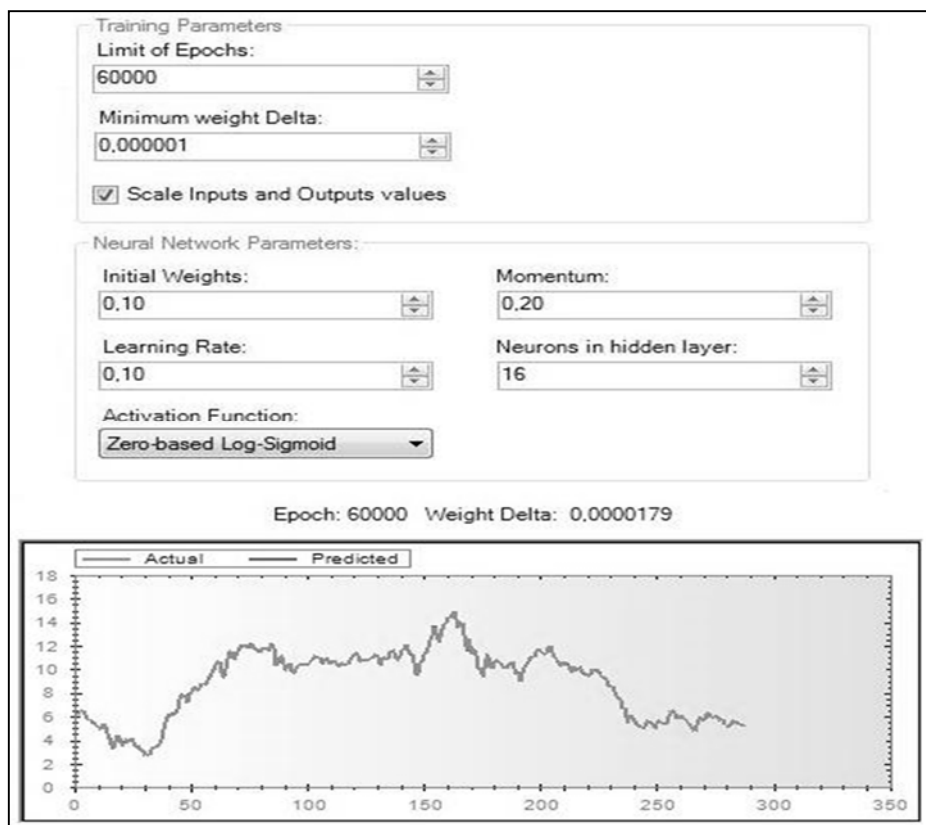 Training Parameters
Limit of Epochs:
60000
Minimum weight Delta:
0,000001
Scale Inputs and Outputs values
Neural Network Parameters:
Initial Weights:
0,10
Momentum:
0,20
Learning Rate:
0,10
Neurons in hidden layer:
16
Activation Function:
Zero-based Log-Sigmoid
Epoch: 60000 Weight Delta: 0,0000179
Actual Predicted
18
16
14
12
10
8
6
4
2
0
0 50 100 150 200 250 300 350